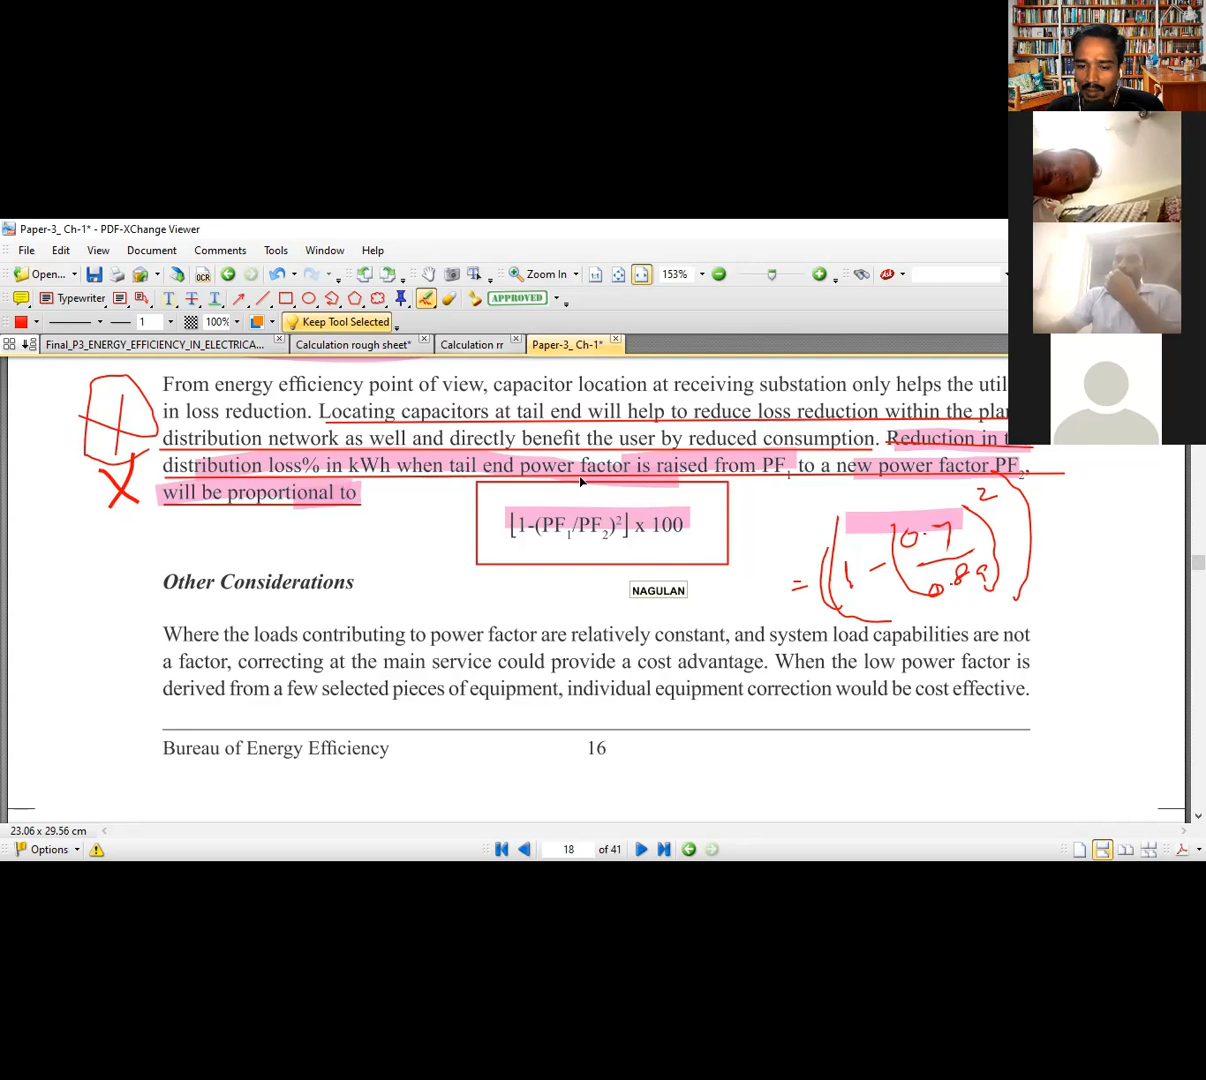 Paper-3_ Ch-1* - PDF-XChange Viewer
File Edit View Document Comments Tools Window Help
Open... OCR Zoom In 153%
Typewriter T T T APPROVED
1 100% Keep Tool Selected
Final_P3_ENERGY_EFFICIENCY_IN_ELECTRICA... Calculation rough sheet* Calculation rr Paper-3_ Ch-1*
From energy efficiency point of view, capacitor location at receiving substation only helps the util
in loss reduction. Locating capacitors at tail end will help to reduce loss reduction within the plan
distribution network as well and directly benefit the user by reduced consumption. Reduction in t
distribution loss% in kWh when tail end power factor is raised from PF1 to a new power factor PF2,
will be proportional to
⌊1-(PF1/PF2)²⌋ x 100
= (1 - (0.7/0.89)²)
Other Considerations
NAGULAN
Where the loads contributing to power factor are relatively constant, and system load capabilities are not
a factor, correcting at the main service could provide a cost advantage. When the low power factor is
derived from a few selected pieces of equipment, individual equipment correction would be cost effective.
Bureau of Energy Efficiency 16
23.06 x 29.56 cm
Options 18 of 41